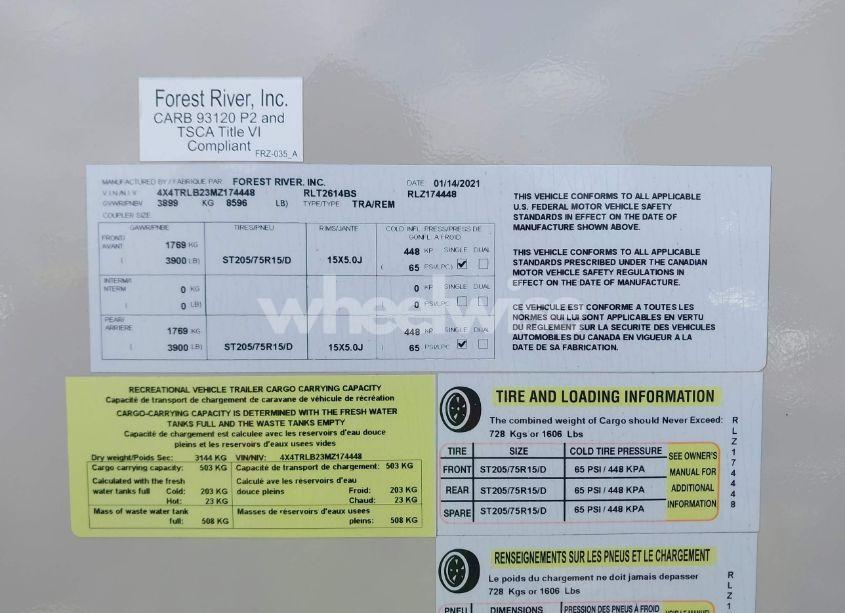 Forest River, Inc.
CARB 93120 P2 and
TSCA Title VI
Compliant
FRZ-035_A
MANUFACTURED BY / FABRIQUE PAR FOREST RIVER, INC. DATE 01/14/2021
V.I.N/N.I.V 4X4TRLB23MZ174448 RLT2614BS RLZ174448
GVWR/PNBV 3899 KG 8596 LB) TYPE/TYPE: TRA/REM
COUPLER SIZE
GAWR/PNBE TIRES/PNEU RIMS/JANTE COLD INFL. PRESS/PRESS DE
GONFL. A FROID
FRONT/
AVANT 1769 KG 448 KP SINGLE DUAL
( 3900 LB) ST205/75R15/D 15X5.0J ( 65 PSI/LPC)
INTERM/
INTERM 0 KG 0 KP SINGLE DUAL
( 0 LB) 0
REAR/
ARRIERE 1769 KG 448 KP SINGLE DUAL
( 3900 LB) ST205/75R15/D 15X5.0J 65 PSI/LPC
THIS VEHICLE CONFORMS TO ALL APPLICABLE
U.S. FEDERAL MOTOR VEHICLE SAFETY
STANDARDS IN EFFECT ON THE DATE OF
MANUFACTURE SHOWN ABOVE.
THIS VEHICLE CONFORMS TO ALL APPLICABLE
STANDARDS PRESCRIBED UNDER THE CANADIAN
MOTOR VEHICLE SAFETY REGULATIONS IN
EFFECT ON THE DATE OF MANUFACTURE.
CE VÉHICULE EST CONFORME A TOUTES LES
NORMES QUI LUI SONT APPLICABLES EN VERTU
DU REGLEMENT SUR LA SECURITE DES VEHICULES
AUTOMOBILES DU CANADA EN VIGUEUR A LA
DATE DE SA FABRICATION.
RECREATIONAL VEHICLE TRAILER CARGO CARRYING CAPACITY
Capacité de transport de chargement de caravane de véhicule de récréation
CARGO-CARRYING CAPACITY IS DETERMINED WITH THE FRESH WATER
TANKS FULL AND THE WASTE TANKS EMPTY
Capacité de chargement est calculée avec les reservoirs d'eau douce
pleins et les reservoirs d'eau usees vides
Dry weight/Poids Sec: 3144 KG VIN/NIV: 4X4TRLB23MZ174448
Cargo carrying capacity: 503 KG Capacité de transport de chargement: 503 KG
Calculated with the fresh Calculé ave les réservoirs d'eau
water tanks full Cold: 203 KG douce pleins Froid: 203 KG
Hot: 23 KG Chaud: 23 KG
Mass of waste water tank Masses de réservoirs d'eaux usees
full: 508 KG pleins: 508 KG
TIRE AND LOADING INFORMATION
The combined weight of Cargo should Never Exceed:
728 Kgs or 1606 Lbs
TIRE SIZE COLD TIRE PRESSURE SEE OWNER'S
MANUAL FOR
ADDITIONAL
INFORMATION
FRONT ST205/75R15/D 65 PSI / 448 KPA
REAR ST205/75R15/D 65 PSI / 448 KPA
SPARE ST205/75R15/D 65 PSI / 448 KPA
RLZ174448
RENSEIGNEMENTS SUR LES PNEUS ET LE CHARGEMENT
Le poids du chargement ne doit jamais depasser
728 Kgs or 1606 Lbs
RLZ1
PNEU DIMENSIONS PRESSION DES PNEUS À FROID